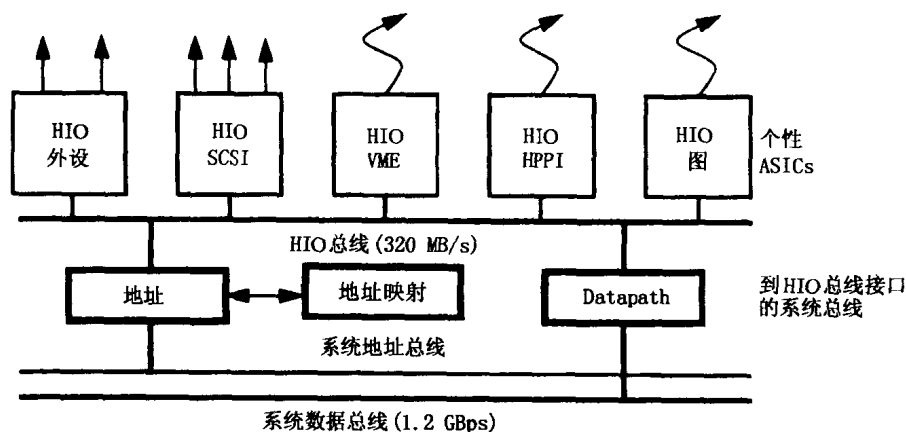 HIO
外设
HIO
SCSI
HIO
VME
HIO
HPPI
HIO
图
个性
ASICs
HIO总线(320 MB/s)
地址
地址映射
Datapath
到HIO总线接口
的系统总线
系统地址总线
系统数据总线(1.2 GBps)